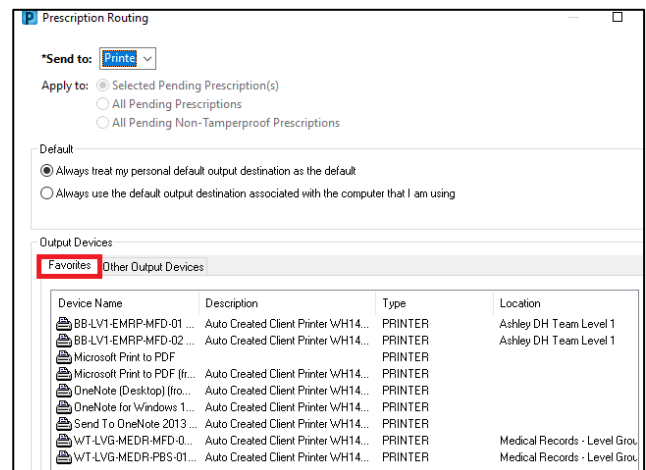 Prescription Routing
*Send to: Printe
Apply to: Selected Pending Prescription(s)
All Pending Prescriptions
All Pending Non-Tamperproof Prescriptions
Default
Always treat my personal default output destination as the default
Always use the default output destination associated with the computer that I am using
Output Devices
Favorites Other Output Devices
Device Name Description Type Location
BB-LV1-EMRP-MFD-01 ... Auto Created Client Printer WH14... PRINTER Ashley DH Team Level 1
BB-LV1-EMRP-MFD-02 ... Auto Created Client Printer WH14... PRINTER Ashley DH Team Level 1
Microsoft Print to PDF PRINTER
Microsoft Print to PDF (fr... Auto Created Client Printer WH14... PRINTER
OneNote (Desktop) (fro... Auto Created Client Printer WH14... PRINTER
OneNote for Windows 1... Auto Created Client Printer WH14... PRINTER
Send To OneNote 2013 ... Auto Created Client Printer WH14... PRINTER
WT-LVG-MEDR-MFD-0... Auto Created Client Printer WH14... PRINTER Medical Records - Level Grou
WT-LVG-MEDR-PBS-01... Auto Created Client Printer WH14... PRINTER Medical Records - Level Grou